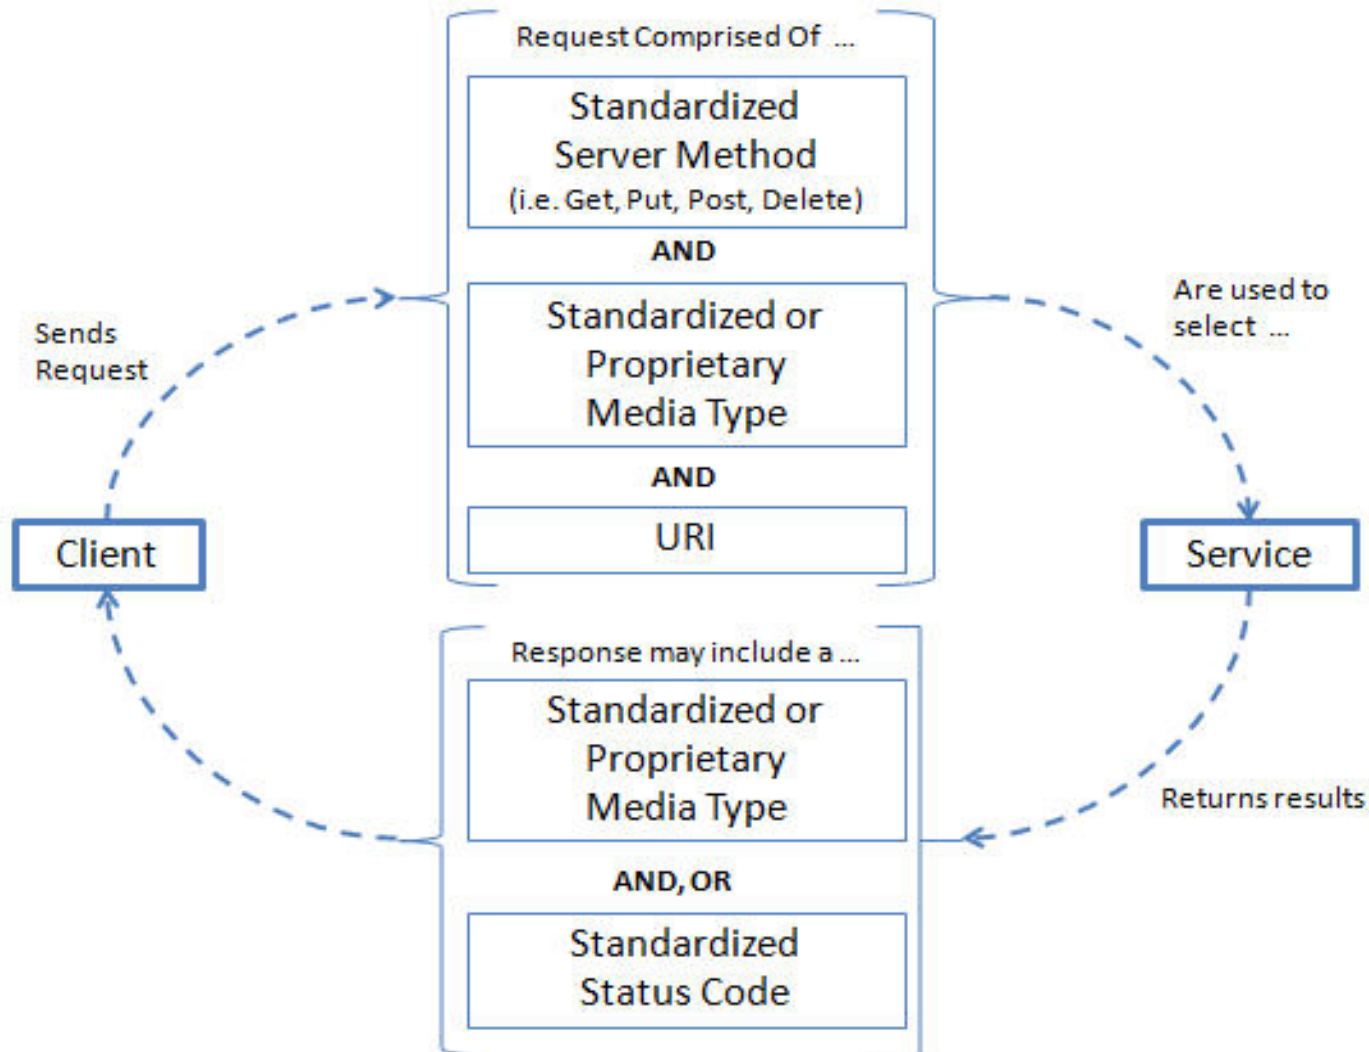 Request Comprised Of ...
Standardized
Server Method
(i.e. Get, Put, Post, Delete)
AND
Standardized or
Proprietary
Media Type
AND
URI
Sends
Request
Are used to
select ...
Client
Service
Response may include a ...
Standardized or
Proprietary
Media Type
AND, OR
Standardized
Status Code
Returns results